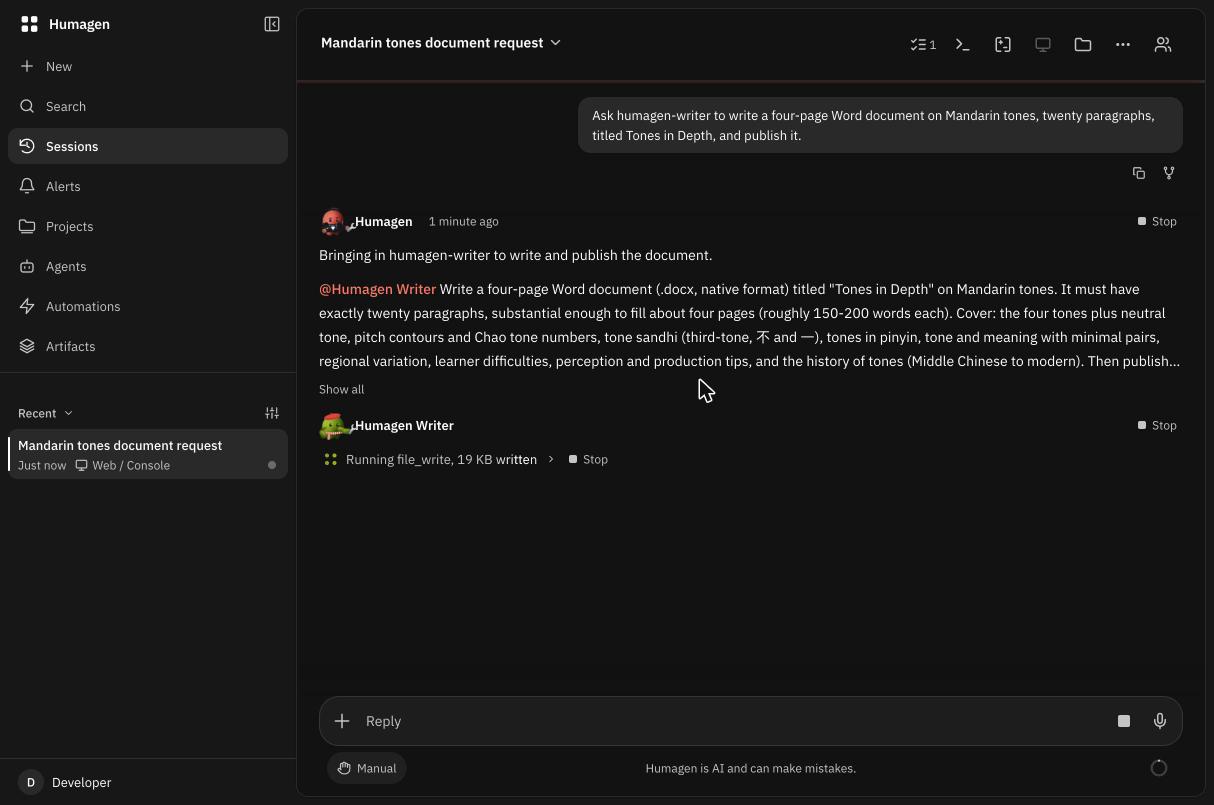 Humagen
New
Search
Sessions
Alerts
Projects
Agents
Automations
Artifacts
Recent
Mandarin tones document request
Just now Web / Console
D Developer
Mandarin tones document request
1
Ask humagen-writer to write a four-page Word document on Mandarin tones, twenty paragraphs,
titled Tones in Depth, and publish it.
Humagen 1 minute ago Stop
Bringing in humagen-writer to write and publish the document.
@Humagen Writer Write a four-page Word document (.docx, native format) titled "Tones in Depth" on Mandarin tones. It must have
exactly twenty paragraphs, substantial enough to fill about four pages (roughly 150-200 words each). Cover: the four tones plus neutral
tone, pitch contours and Chao tone numbers, tone sandhi (third-tone, 不 and 一), tones in pinyin, tone and meaning with minimal pairs,
regional variation, learner difficulties, perception and production tips, and the history of tones (Middle Chinese to modern). Then publish...
Show all
Humagen Writer Stop
Running file_write, 19 KB written Stop
Reply
Manual
Humagen is AI and can make mistakes.